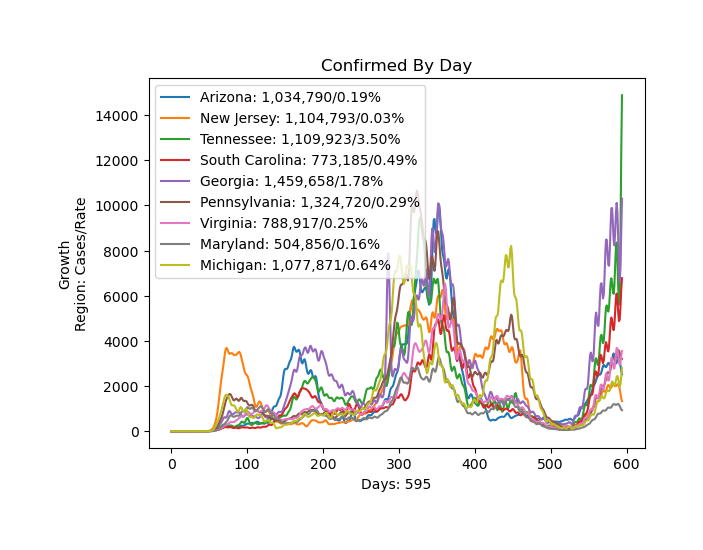 Confirmed By Day
Growth
Region: Cases/Rate
14000
12000
10000
8000
6000
4000
2000
0
Arizona: 1,034,790/0.19%
New Jersey: 1,104,793/0.03%
Tennessee: 1,109,923/3.50%
South Carolina: 773,185/0.49%
Georgia: 1,459,658/1.78%
Pennsylvania: 1,324,720/0.29%
Virginia: 788,917/0.25%
Maryland: 504,856/0.16%
Michigan: 1,077,871/0.64%
0 100 200 300 400 500 600
Days: 595